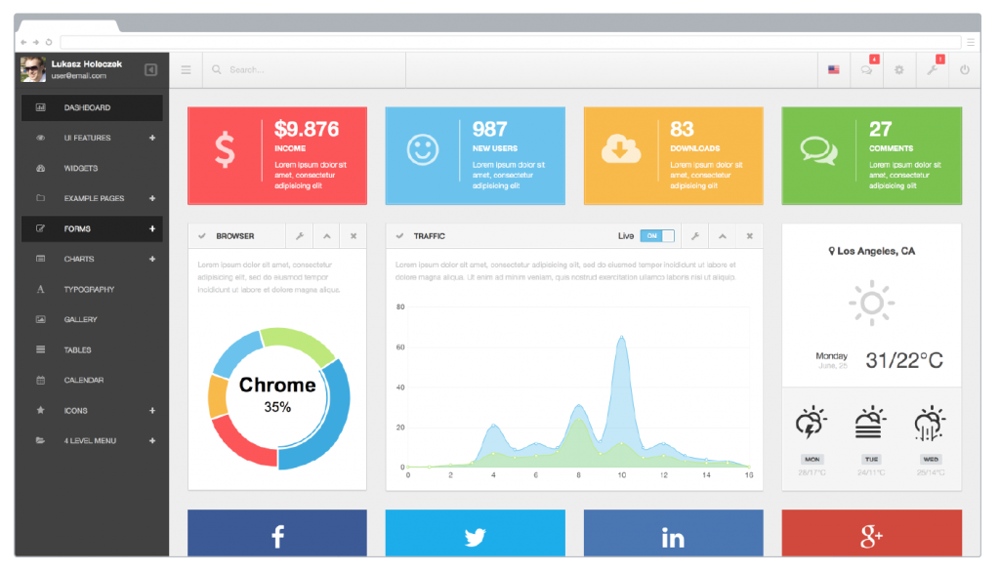 Lukasz Holeczek
user@email.com
Search...
4
1
DASHBOARD
UI FEATURES
WIDGETS
EXAMPLE PAGES
FORMS
CHARTS
TYPOGRAPHY
GALLERY
TABLES
CALENDAR
ICONS
4 LEVEL MENU
$9.876
INCOME
Lorem ipsum dolor sit
amet, consectetur
adipisicing elit
987
NEW USERS
Lorem ipsum dolor sit
amet, consectetur
adipisicing elit
83
DOWNLOADS
Lorem ipsum dolor sit
amet, consectetur
adipisicing elit
27
COMMENTS
Lorem ipsum dolor sit
amet, consectetur
adipisicing elit
BROWSER
Lorem ipsum dolor sit amet, consectetur
adipisicing elit, sed do eiusmod tempor
incididunt ut labore et dolore magna aliqua.
Chrome
35%
TRAFFIC
Live
ON
Lorem ipsum dolor sit amet, consectetur adipisicing elit, sed do eiusmod tempor incididunt ut labore et
dolore magna aliqua. Ut enim ad minim veniam, quis nostrud exercitation ullamco laboris nisi ut aliquip.
80
60
40
20
0
0 2 4 6 8 10 12 14 16
Los Angeles, CA
Monday
June, 25
31/22°C
MON TUE WED
24/11°C 25/14°C
f
in
g+